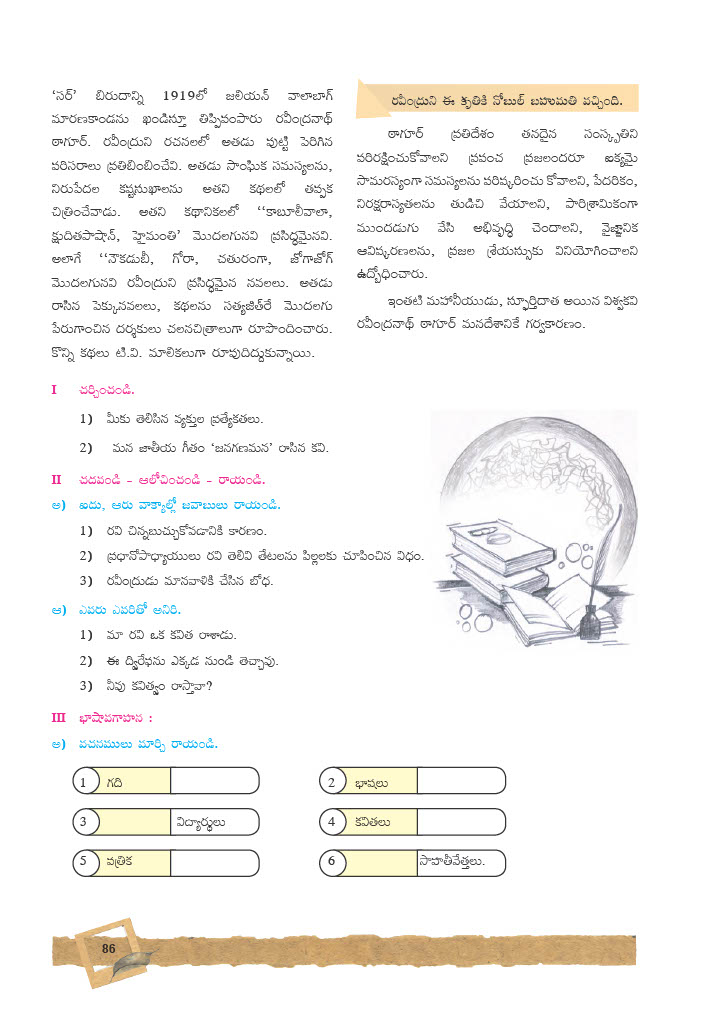 ‘సర్’ బిరుదాన్ని 1919లో జలియన్ వాలాబాగ్
మారణకాండను ఖండిస్తూ తిప్పివంపారు రవీంద్రనాథ్
ఠాగూర్. రవీంద్రుని రచనలలో అతడు పుట్టి పెరిగిన
పరిసరాలు ప్రతిబింబించేవి. అతడు సాంఘిక సమస్యలను,
నిరుపేదల కష్టసుఖాలను అతని కథలలో తప్పక
చిత్రించేవాడు. అతని కథానికలలో ‘‘కాబూలీవాలా,
క్షుదితపాషాన్, హైమంతి’ మొదలగునవి ప్రసిద్ధమైనవి.
అలాగే ‘‘నౌకడుబీ, గోరా, చతురంగా, జోగాజోగ్
మొదలగునవి రవీంద్రుని ప్రసిద్ధమైన నవలలు. అతడు
రాసిన పెక్కునవలలు, కథలను సత్యజిత్‌రే మొదలగు
పేరుగాంచిన దర్శకులు చలనచిత్రాలుగా రూపొందించారు.
కొన్ని కథలు టి.వి. మాలికలుగా రూపుదిద్దుకున్నాయి.
రవీంద్రుని ఈ కృతికి నోబుల్ బహుమతి వచ్చింది.
ఠాగూర్ ప్రతిదేశం తనదైన సంస్కృతిని
పరిరక్షించుకోవాలని ప్రపంచ ప్రజలందరూ ఐక్యమై
సామరస్యంగా సమస్యలను పరిష్కరించు కోవాలని, పేదరికం,
నిరక్షరాస్యతలను తుడిచి వేయాలని, పారిశ్రామికంగా
ముందడుగు వేసి అభివృద్ధి చెందాలని, వైజ్ఞానిక
ఆవిష్కరణలను, ప్రజల శ్రేయస్సుకు వినియోగించాలని
ఉద్బోధించారు.
ఇంతటి మహానీయుడు, స్ఫూర్తిదాత అయిన విశ్వకవి
రవీంద్రనాథ్ ఠాగూర్ మనదేశానికే గర్వకారణం.
I చర్చించండి.
1) మీకు తెలిసిన వ్యక్తుల ప్రత్యేకతలు.
2) మన జాతీయ గీతం ‘జనగణమన’ రాసిన కవి.
II చదవండి – ఆలోచించండి – రాయండి.
అ) ఐదు, ఆరు వాక్యాల్లో జవాబులు రాయండి.
1) రవి చిన్నబుచ్చుకోవడానికి కారణం.
2) ప్రధానోపాధ్యాయులు రవి తెలివి తేటలను పిల్లలకు చూపించిన విధం.
3) రవీంద్రుడు మానవాళికి చేసిన బోధ.
ఆ) ఎవరు ఎవరితో అనిరి.
1) మా రవి ఒక కవిత రాశాడు.
2) ఈ ద్విరేఫను ఎక్కడ నుండి తెచ్చావు.
3) నీవు కవిత్వం రాస్తావా?
III భాషావగాహన :
అ) వచనములు మార్చి రాయండి.
1 గది
2 భాషలు
3 విద్యార్థులు
4 కవితలు
5 పత్రిక
6 సాహితీవేత్తలు.
86